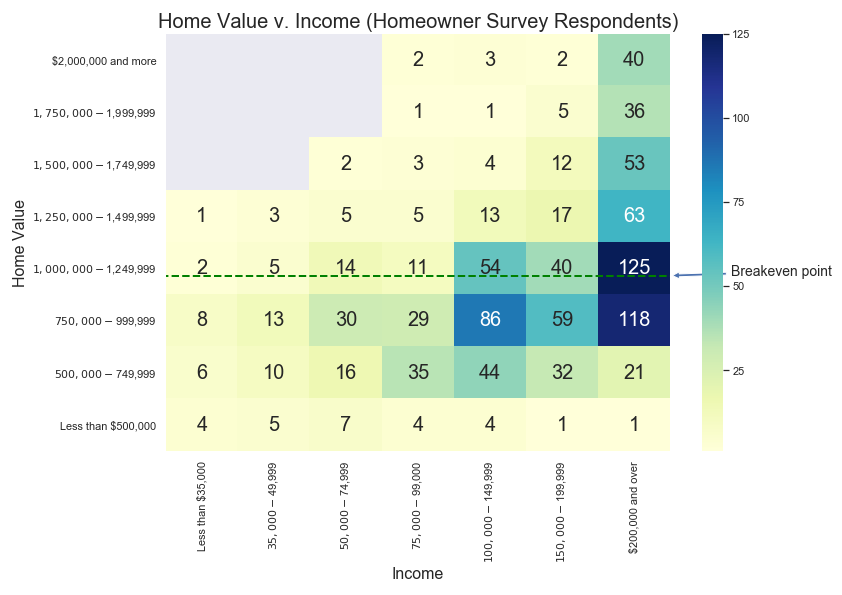 Home Value v. Income (Homeowner Survey Respondents)
Home Value
$2,000,000 and more
2 3 2 40
1, 750, 000 − 1,999,999
1 1 5 36
1, 500, 000 − 1,749,999
2 3 4 12 53
1, 250, 000 − 1,499,999
1 3 5 5 13 17 63
1, 000, 000 − 1,249,999
2 5 14 11 54 40 125
750, 000 − 999,999
8 13 30 29 86 59 118
500, 000 − 749,999
6 10 16 35 44 32 21
Less than $500,000
4 5 7 4 4 1 1
Less than $35,000
35, 000 − 49,999
50, 000 − 74,999
75, 000 − 99,000
100, 000 − 149,999
150, 000 − 199,999
$200,000 and over
Income
125
100
75
Breakeven point
50
25